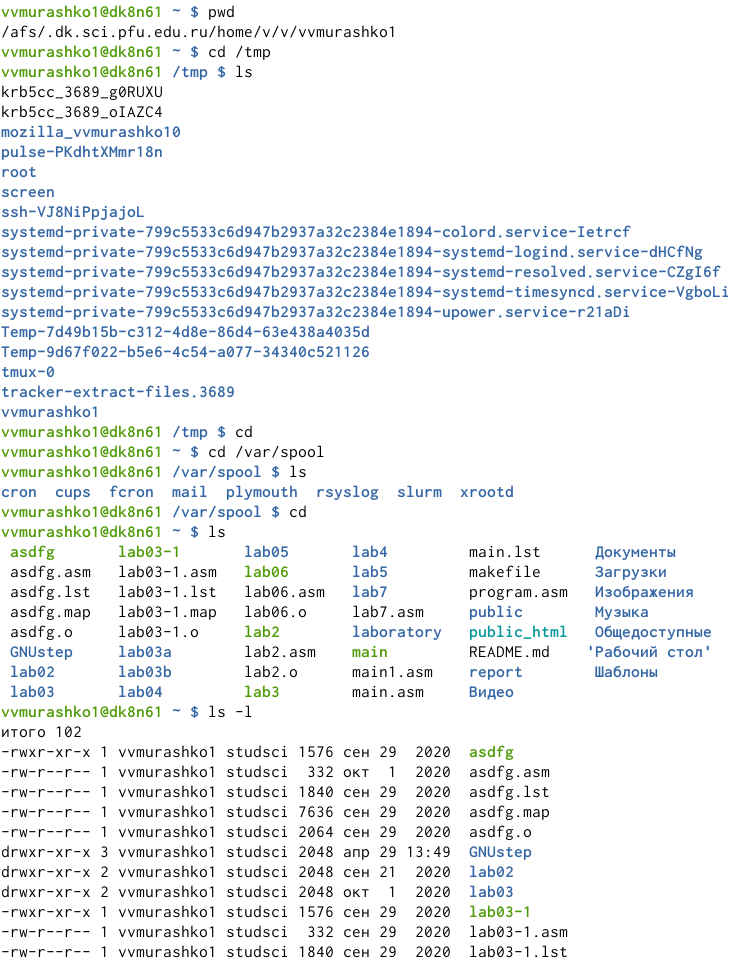 vvmurashko1@dk8n61 ~ $ pwd
/afs/.dk.sci.pfu.edu.ru/home/v/v/vvmurashko1
vvmurashko1@dk8n61 ~ $ cd /tmp
vvmurashko1@dk8n61 /tmp $ ls
krb5cc_3689_g0RUXU
krb5cc_3689_oIAZC4
mozilla_vvmurashko10
pulse-PKdhtXMmr18n
root
screen
ssh-VJ8NiPpjajoL
systemd-private-799c5533c6d947b2937a32c2384e1894-colord.service-Ietrcf
systemd-private-799c5533c6d947b2937a32c2384e1894-systemd-logind.service-dHCfNg
systemd-private-799c5533c6d947b2937a32c2384e1894-systemd-resolved.service-CZgI6f
systemd-private-799c5533c6d947b2937a32c2384e1894-systemd-timesyncd.service-VgboLi
systemd-private-799c5533c6d947b2937a32c2384e1894-upower.service-r21aDi
Temp-7d49b15b-c312-4d8e-86d4-63e438a4035d
Temp-9d67f022-b5e6-4c54-a077-34340c521126
tmux-0
tracker-extract-files.3689
vvmurashko1
vvmurashko1@dk8n61 /tmp $ cd
vvmurashko1@dk8n61 ~ $ cd /var/spool
vvmurashko1@dk8n61 /var/spool $ ls
cron  cups  fcron  mail  plymouth  rsyslog  slurm  xrootd
vvmurashko1@dk8n61 /var/spool $ cd
vvmurashko1@dk8n61 ~ $ ls
 asdfg       lab03-1       lab05       lab4         main.lst      Документы
 asdfg.asm   lab03-1.asm   lab06       lab5         makefile      Загрузки
 asdfg.lst   lab03-1.lst   lab06.asm   lab7         program.asm   Изображения
 asdfg.map   lab03-1.map   lab06.o     lab7.asm     public        Музыка
 asdfg.o     lab03-1.o     lab2        laboratory   public_html   Общедоступные
 GNUstep     lab03a        lab2.asm    main         README.md    'Рабочий стол'
 lab02       lab03b        lab2.o      main1.asm    report        Шаблоны
 lab03       lab04         lab3        main.asm     Видео
vvmurashko1@dk8n61 ~ $ ls -l
итого 102
-rwxr-xr-x 1 vvmurashko1 studsci 1576 сен 29  2020  asdfg
-rw-r--r-- 1 vvmurashko1 studsci  332 окт  1  2020  asdfg.asm
-rw-r--r-- 1 vvmurashko1 studsci 1840 сен 29  2020  asdfg.lst
-rw-r--r-- 1 vvmurashko1 studsci 7636 сен 29  2020  asdfg.map
-rw-r--r-- 1 vvmurashko1 studsci 2064 сен 29  2020  asdfg.o
drwxr-xr-x 3 vvmurashko1 studsci 2048 апр 29 13:49  GNUstep
drwxr-xr-x 2 vvmurashko1 studsci 2048 сен 21  2020  lab02
drwxr-xr-x 2 vvmurashko1 studsci 2048 окт  1  2020  lab03
-rwxr-xr-x 1 vvmurashko1 studsci 1576 сен 29  2020  lab03-1
-rw-r--r-- 1 vvmurashko1 studsci  332 сен 29  2020  lab03-1.asm
-rw-r--r-- 1 vvmurashko1 studsci 1840 сен 29  2020  lab03-1.lst